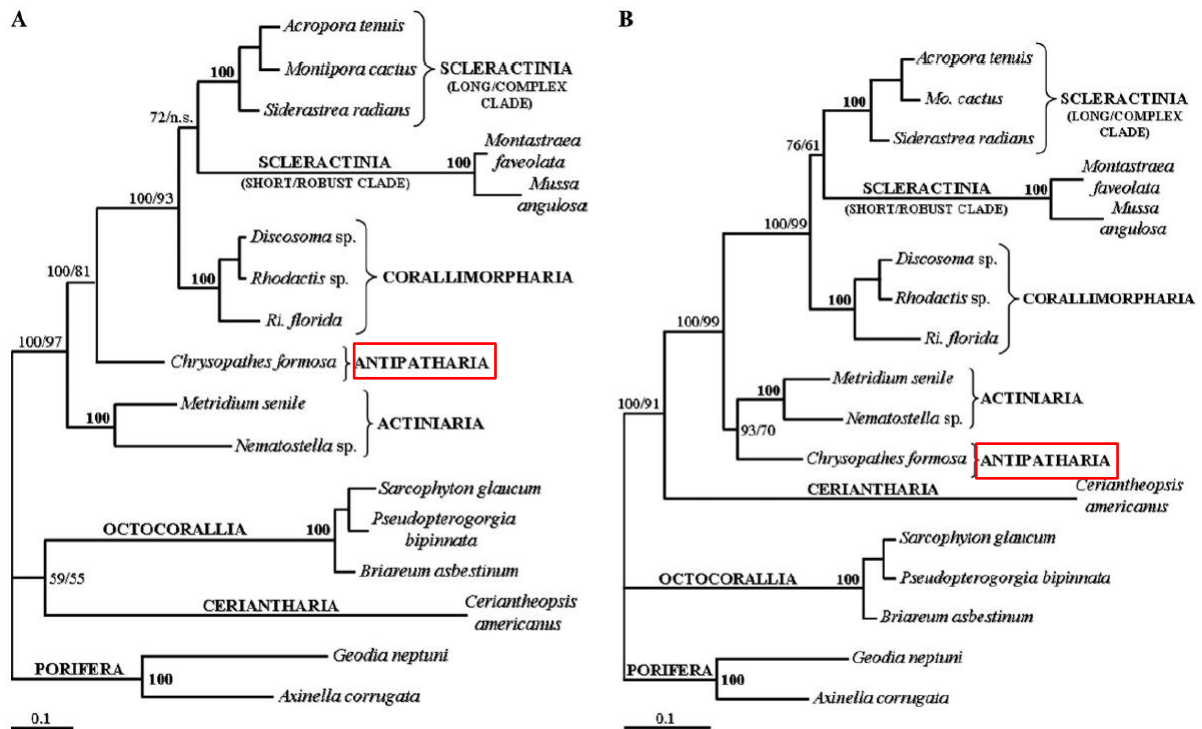 A
Acropora tenuis
Montipora cactus
Siderastrea radians
100
SCLERACTINIA
(LONG/COMPLEX
CLADE)
72/n.s.
SCLERACTINIA
(SHORT/ROBUST CLADE)
100
Montastraea
faveolata
Mussa
angulosa
100/93
Discosoma sp.
Rhodactis sp.
Ri. florida
100
CORALLIMORPHARIA
100/81
Chrysopathes formosa
ANTIPATHARIA
100/97
Metridium senile
Nematostella sp.
100
ACTINIARIA
OCTOCORALLIA
100
Sarcophyton glaucum
Pseudopterogorgia
bipinnata
Briareum asbestinum
59/55
CERIANTHARIA
Ceriantheopsis
americanus
PORIFERA
100
Geodia neptuni
Axinella corrugata
0.1
B
Acropora tenuis
Mo. cactus
Siderastrea radians
100
SCLERACTINIA
(LONG/COMPLEX
CLADE)
76/61
SCLERACTINIA
(SHORT/ROBUST CLADE)
100
Montastraea
faveolata
Mussa
angulosa
100/99
Discosoma sp.
Rhodactis sp.
Ri. florida
100
CORALLIMORPHARIA
100/99
Metridium senile
Nematostella sp.
100
ACTINIARIA
93/70
Chrysopathes formosa
ANTIPATHARIA
100/91
CERIANTHARIA
Ceriantheopsis
americanus
OCTOCORALLIA
100
Sarcophyton glaucum
Pseudopterogorgia bipinnata
Briareum asbestinum
PORIFERA
100
Geodia neptuni
Axinella corrugata
0.1